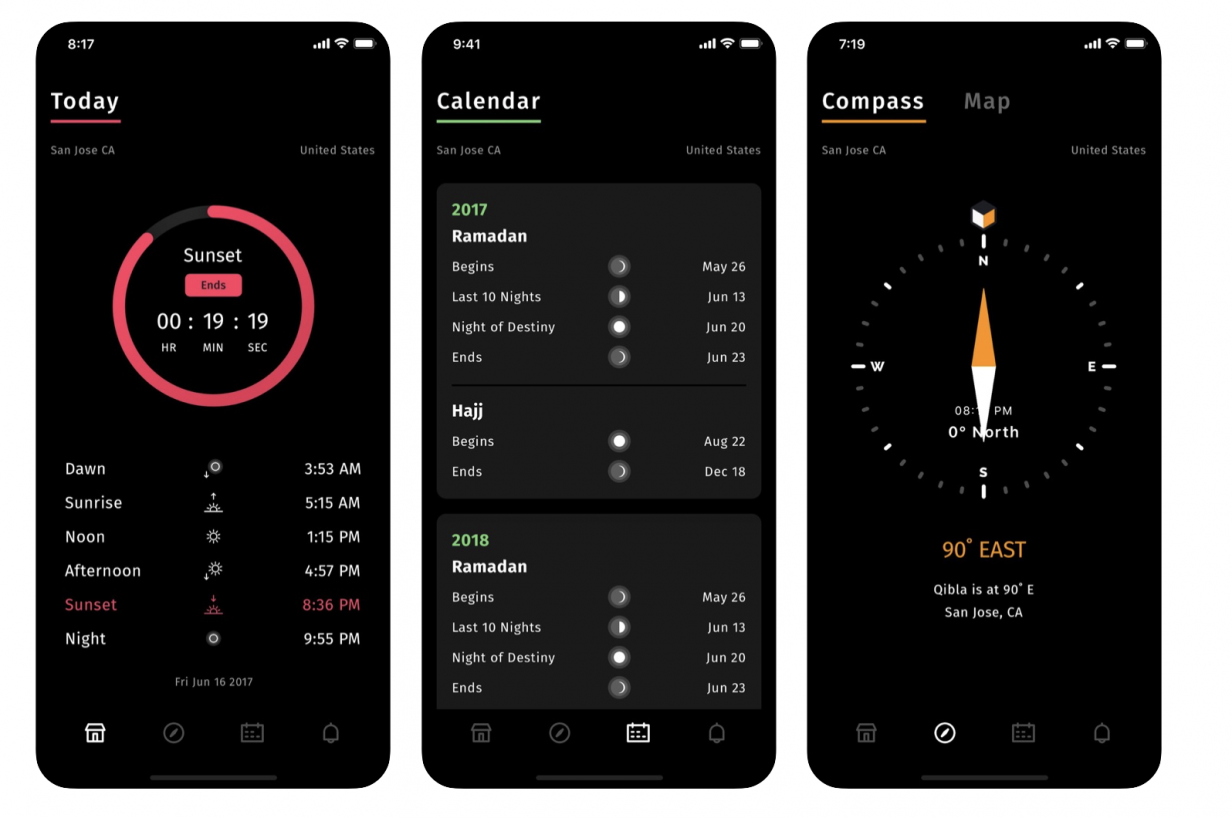 8:17
Today
San Jose CA United States
Sunset
Ends
00 : 19 : 19
HR MIN SEC
Dawn 3:53 AM
Sunrise 5:15 AM
Noon 1:15 PM
Afternoon 4:57 PM
Sunset 8:36 PM
Night 9:55 PM
Fri Jun 16 2017
9:41
Calendar
San Jose CA United States
2017
Ramadan
Begins May 26
Last 10 Nights Jun 13
Night of Destiny Jun 20
Ends Jun 23
Hajj
Begins Aug 22
Ends Dec 18
2018
Ramadan
Begins May 26
Last 10 Nights Jun 13
Night of Destiny Jun 20
Ends Jun 23
7:19
Compass Map
San Jose CA United States
N
W E
PM
0° North
S
90° EAST
Qibla is at 90° E
San Jose, CA